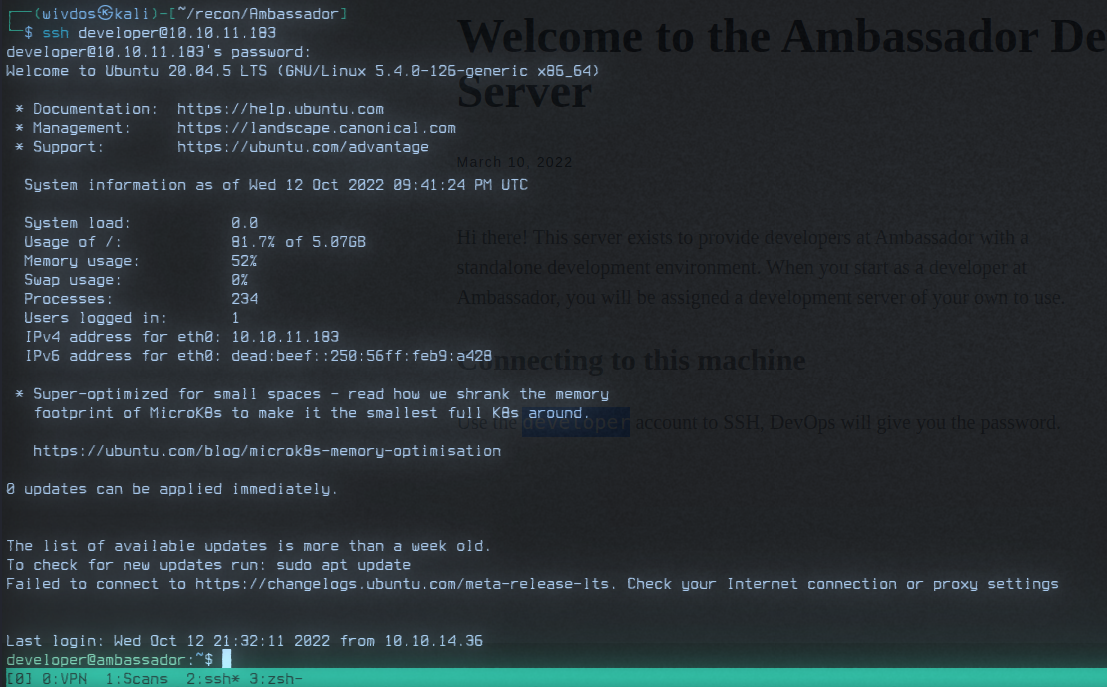 ┌──(wivdos㉿kali)-[~/recon/Ambassador]
└─$ ssh developer@10.10.11.183
developer@10.10.11.183's password:
Welcome to Ubuntu 20.04.5 LTS (GNU/Linux 5.4.0-126-generic x86_64)
* Documentation:  https://help.ubuntu.com
* Management:     https://landscape.canonical.com
* Support:        https://ubuntu.com/advantage
System information as of Wed 12 Oct 2022 09:41:24 PM UTC
System load:           0.0
Usage of /:            81.7% of 5.07GB
Memory usage:          52%
Swap usage:            0%
Processes:             234
Users logged in:       1
IPv4 address for eth0: 10.10.11.183
IPv6 address for eth0: dead:beef::250:56ff:feb9:a428
* Super-optimized for small spaces - read how we shrank the memory
footprint of MicroK8s to make it the smallest full K8s around.
https://ubuntu.com/blog/microk8s-memory-optimisation
0 updates can be applied immediately.
The list of available updates is more than a week old.
To check for new updates run: sudo apt update
Failed to connect to https://changelogs.ubuntu.com/meta-release-lts. Check your Internet connection or proxy settings
Last login: Wed Oct 12 21:32:11 2022 from 10.10.14.36
developer@ambassador:~$
[0] 0:VPN  1:Scans  2:ssh* 3:zsh-
Welcome to the Ambassador De
Server
March 10, 2022
Hi there! This server exists to provide developers at Ambassador with a
standalone development environment. When you start as a developer at
Ambassador, you will be assigned a development server of your own to use.
Connecting to this machine
Use the developer account to SSH, DevOps will give you the password.